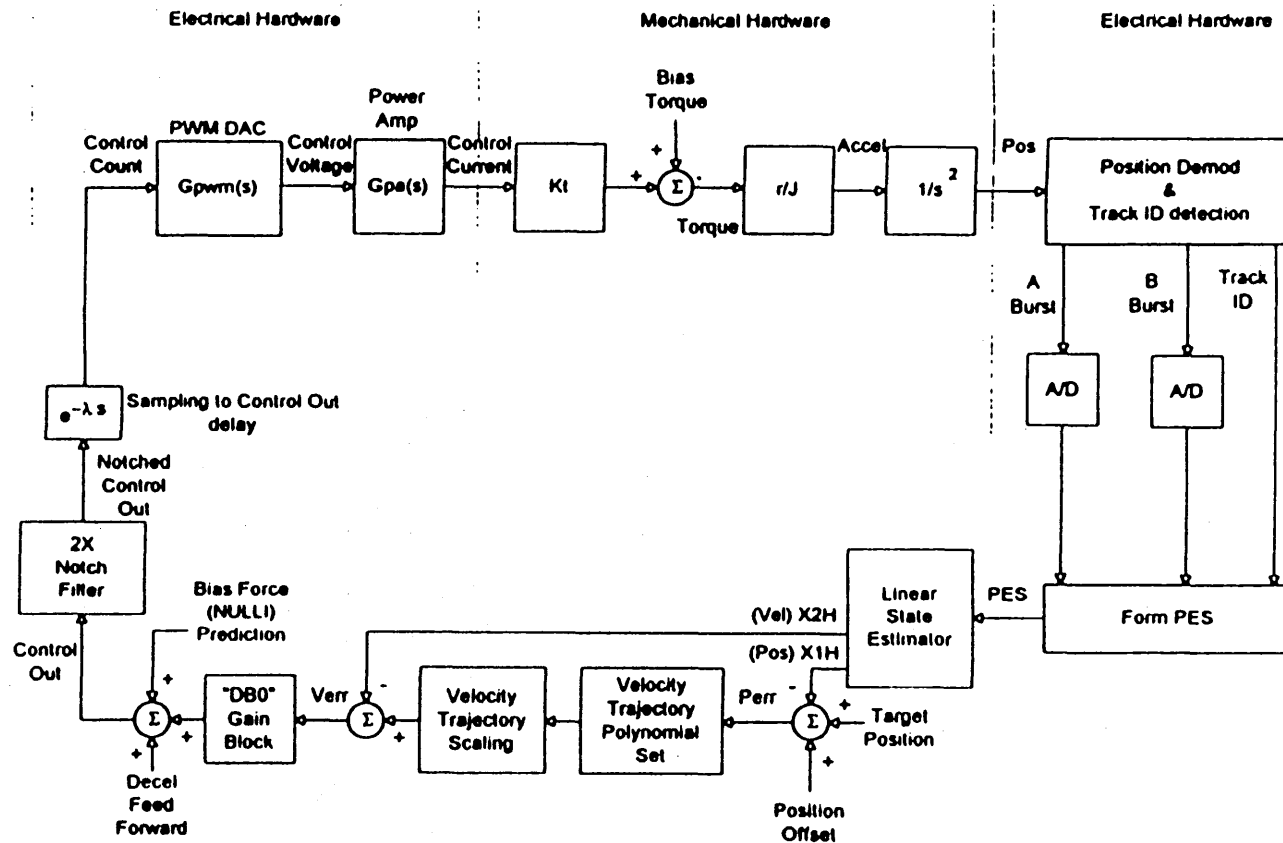 Electrical Hardware
Mechanical Hardware
Electrical Hardware
Bias
Torque
Power
Amp
PWM DAC
Control
Count
Control
Voltage
Control
Current
Accel
Pos
Gpwm(s)
Gpa(s)
Kt
+
+
Σ
-
Torque
r/J
1/s 2
Position Demod
&
Track ID detection
A
Burst
B
Burst
Track
ID
A/D
A/D
e-λ s
Sampling to Control Out
delay
Notched
Control
Out
2X
Notch
Filter
Bias Force
(NULLI)
Prediction
Control
Out
(Vel) X2H
(Pos) X1H
Linear
State
Estimator
PES
Form PES
+
Σ
+
+
"DB0"
Gain
Block
Verr
-
Σ
+
Velocity
Trajectory
Scaling
Velocity
Trajectory
Polynomial
Set
Perr
-
Σ
+
+
Target
Position
Decel
Feed
Forward
Position
Offset